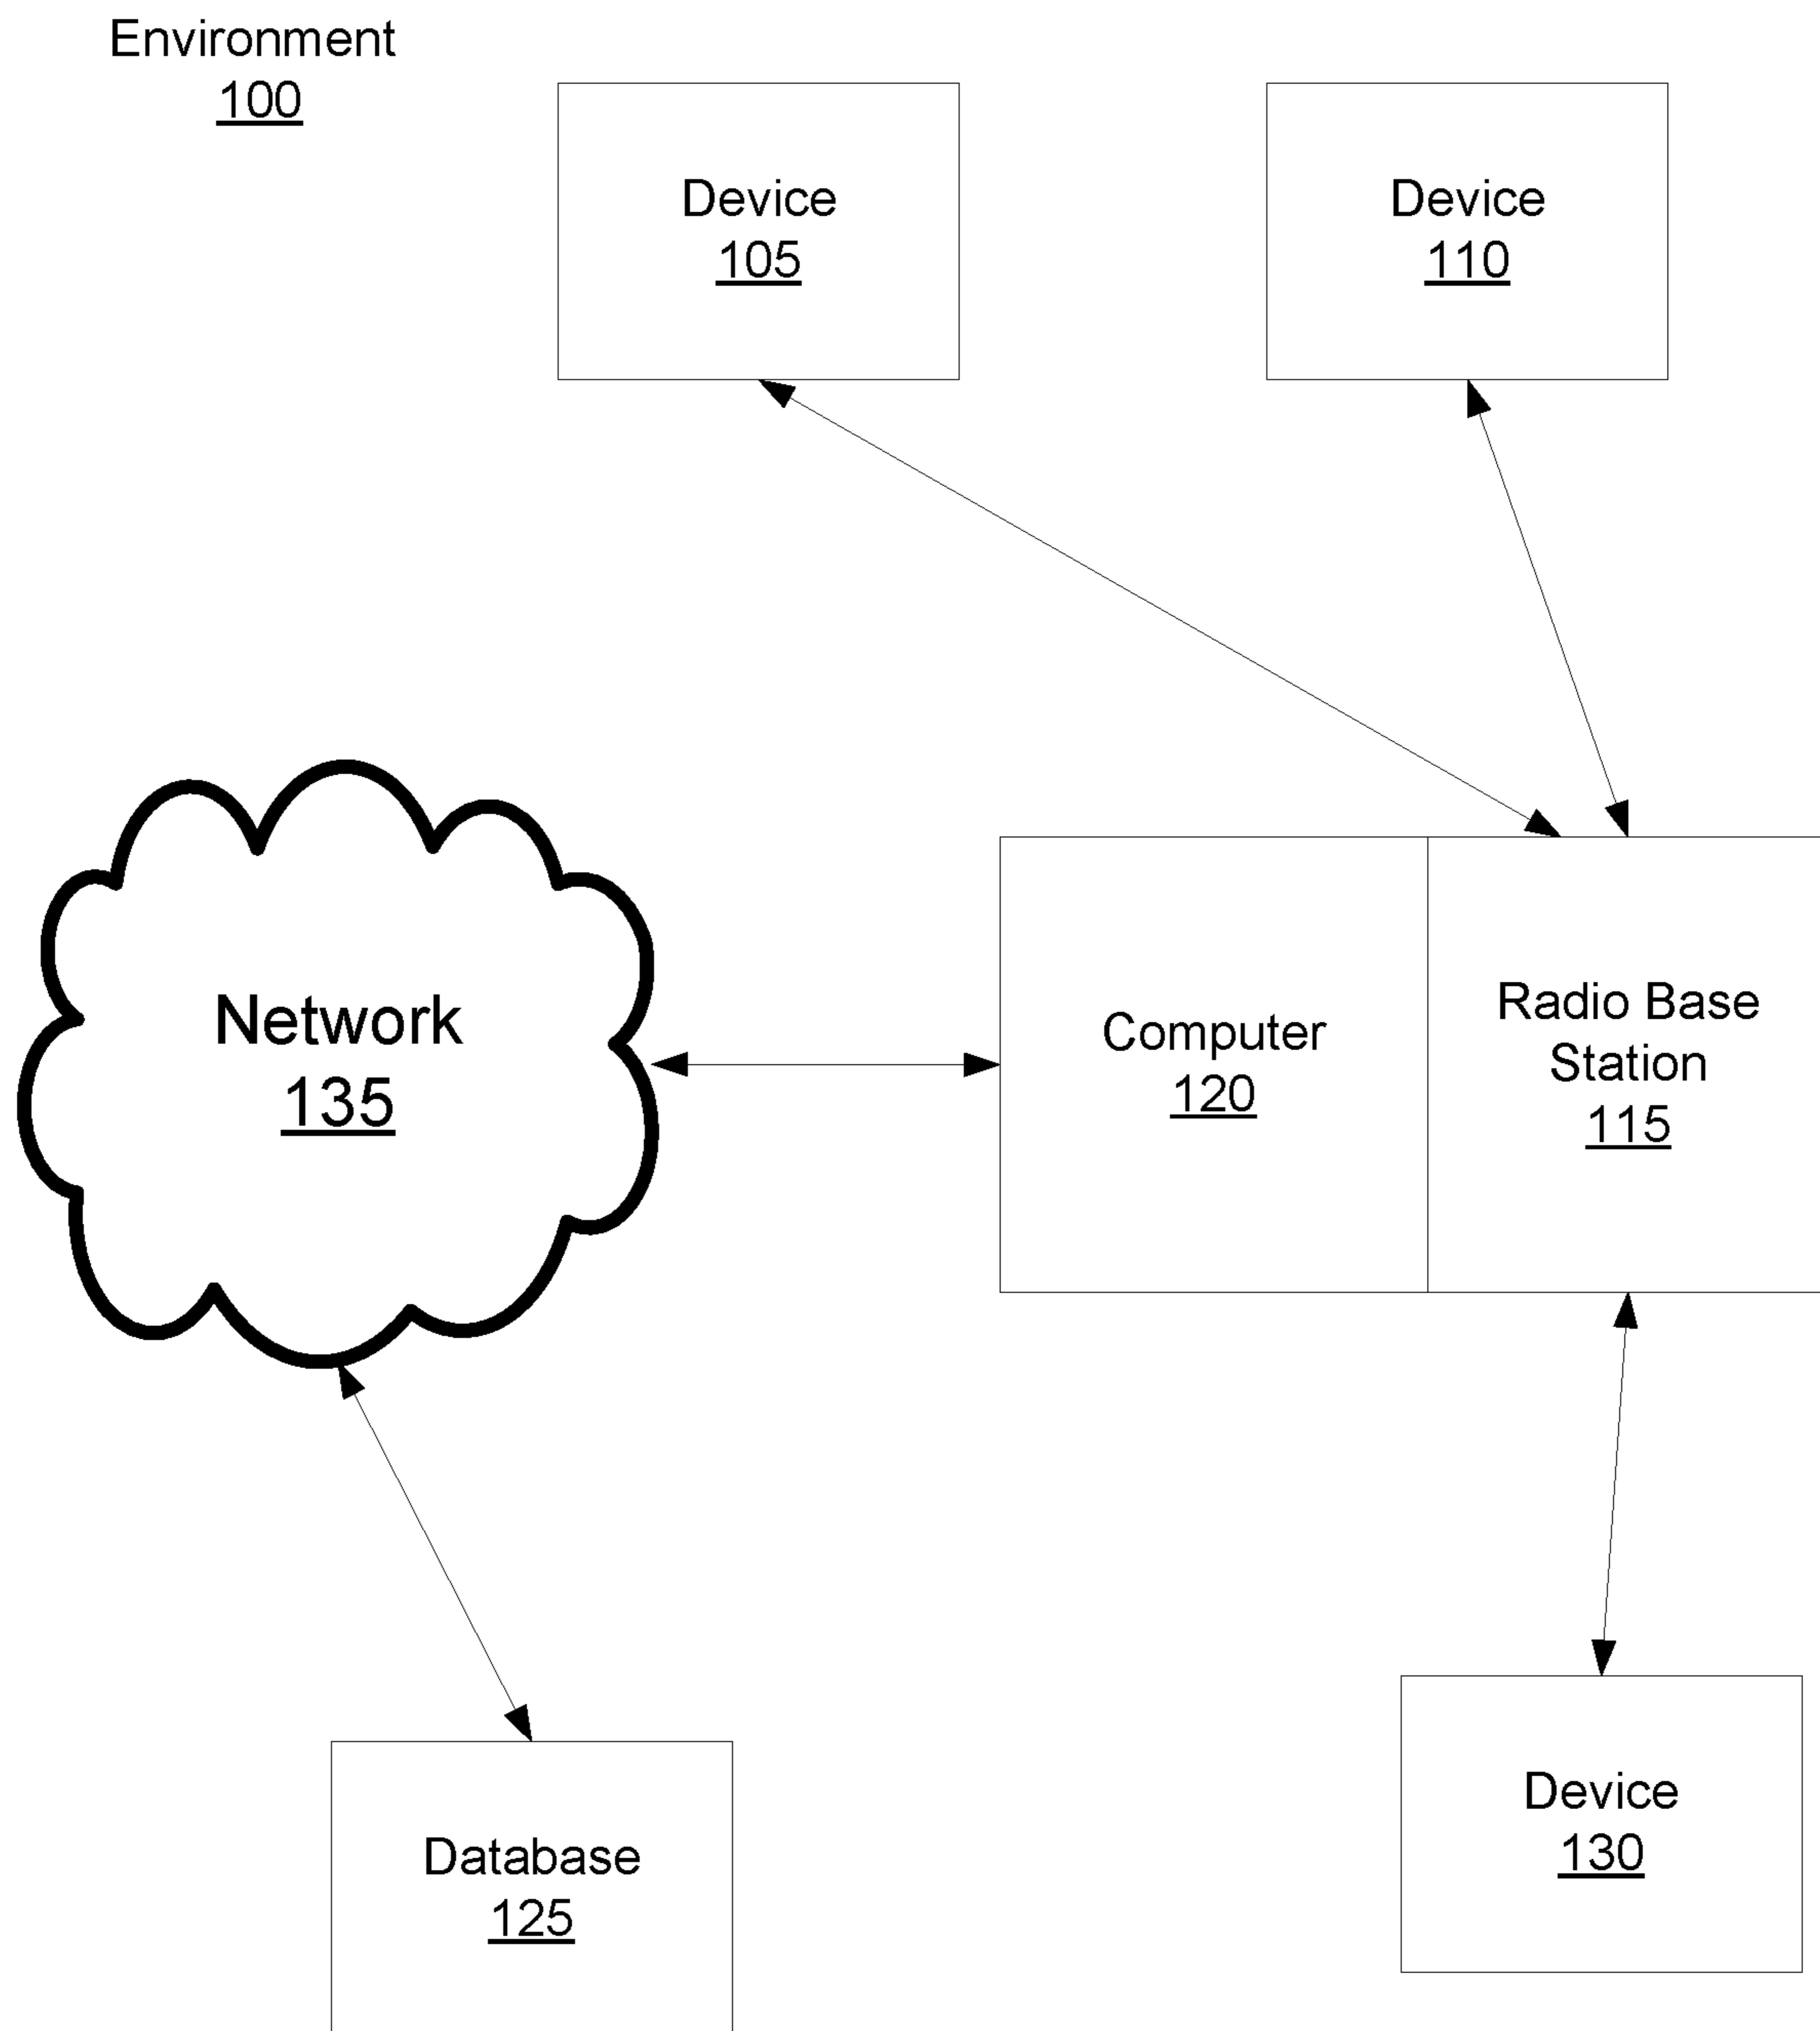 Environment
100
Device
105
Device
110
Network
135
Computer
120
Radio Base
Station
115
Database
125
Device
130